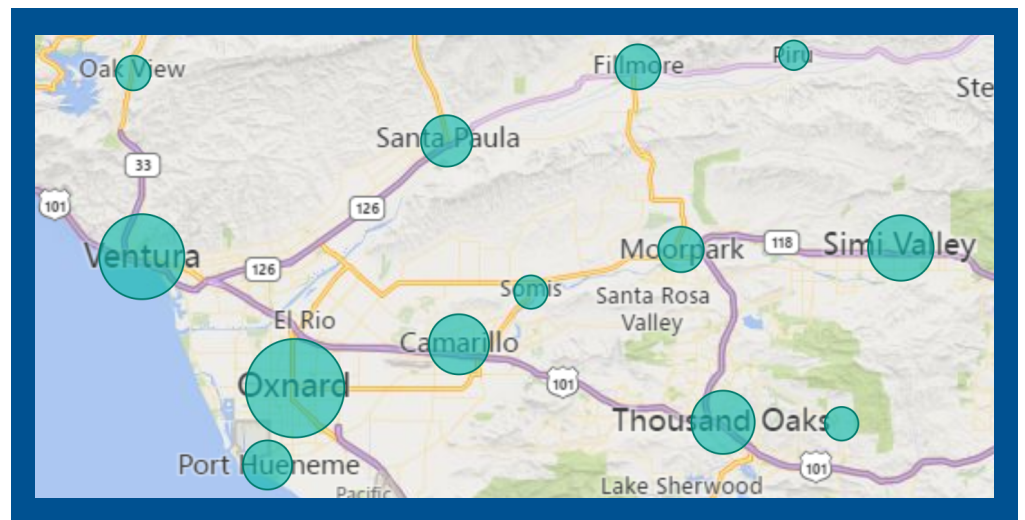 Oak View
Fillmore
Piru
Ste
Santa Paula
33
101
126
Ventura
126
Moorpark
118
Simi Valley
Somis
Santa Rosa
Valley
El Rio
Camarillo
Oxnard
101
Thousand Oaks
Port Hueneme
101
Lake Sherwood
Pacific